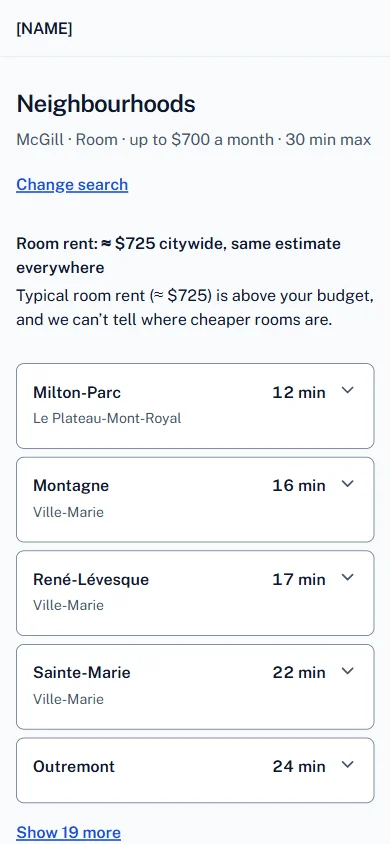 [NAME]
Neighbourhoods
McGill · Room · up to $700 a month · 30 min max
Change search
Room rent: ≈ $725 citywide, same estimate
everywhere
Typical room rent (≈ $725) is above your budget,
and we can’t tell where cheaper rooms are.
Milton-Parc 12 min
Le Plateau-Mont-Royal
Montagne 16 min
Ville-Marie
René-Lévesque 17 min
Ville-Marie
Sainte-Marie 22 min
Ville-Marie
Outremont 24 min
Show 19 more